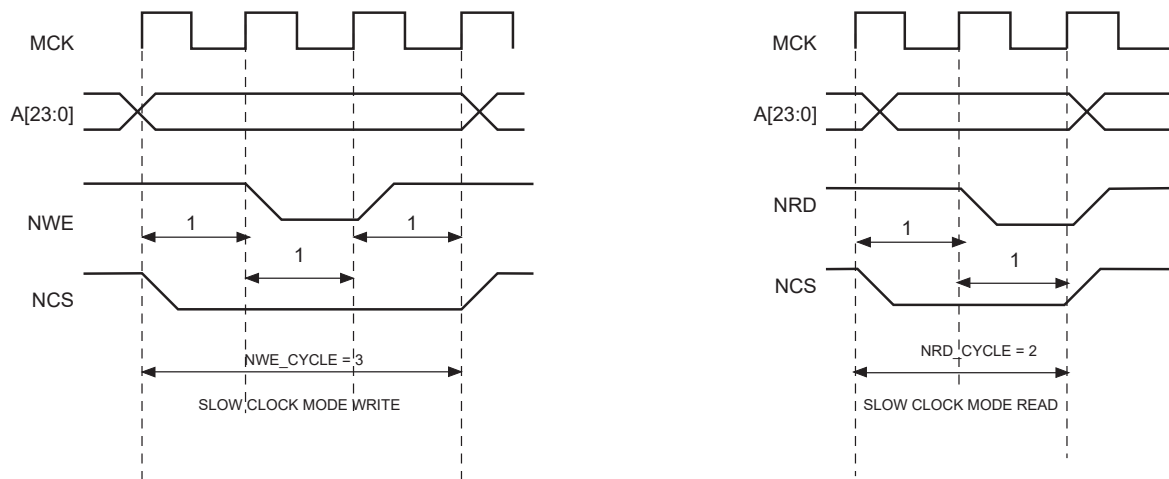 MCK
A[23:0]
NWE
1
1
1
NCS
NWE_CYCLE = 3
SLOW CLOCK MODE WRITE
MCK
A[23:0]
NRD
1
1
NCS
NRD_CYCLE = 2
SLOW CLOCK MODE READ